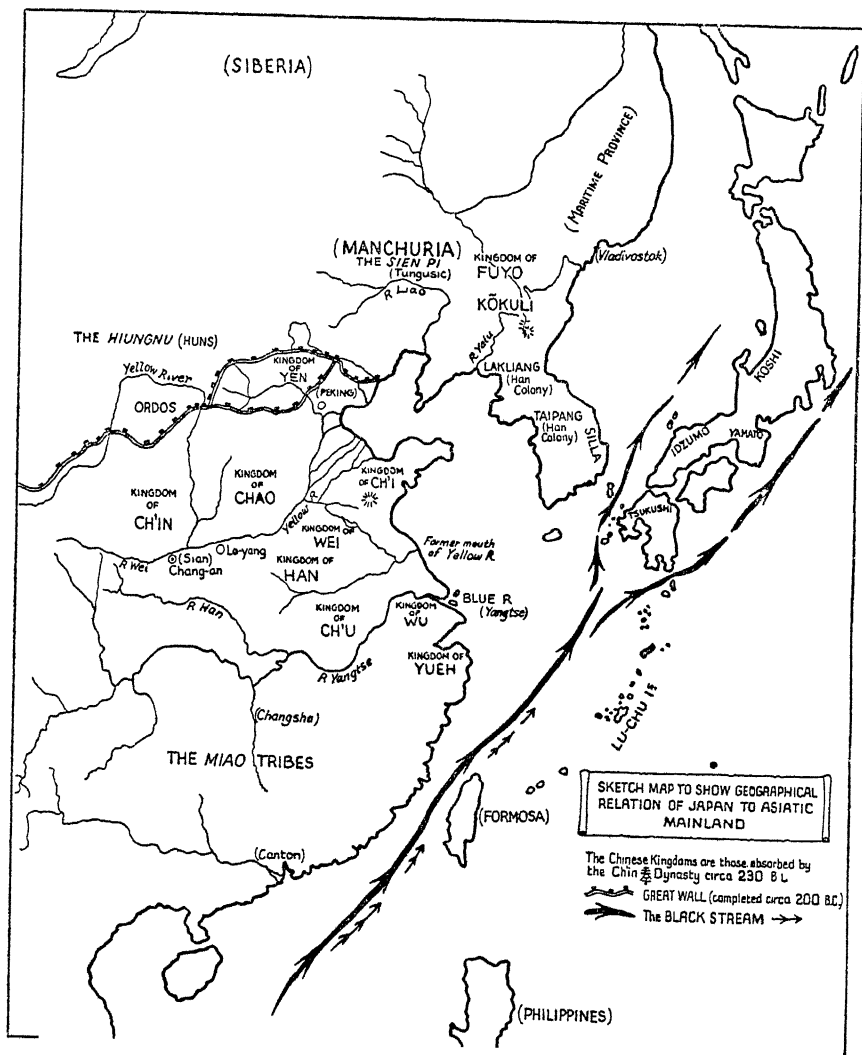 (SIBERIA)
(MARITIME PROVINCE)
(MANCHURIA)
THE SIEN PI
(Tungusic)
R Liao
KINGDOM OF
FUYO
(Vladivostok)
KŌKULI
R Yalu
THE HIUNGNU (HUNS)
Yellow River
ORDOS
KINGDOM
OF
YEN
(PEKING)
LAKLIANG
(Han
Colony)
TAIPANG
(Han
Colony)
SILLA
KOSHI
IDZUMO
YAMATO
TSUKUSHI
KINGDOM
OF
CH'IN
KINGDOM
OF
CHAO
KINGDOM
OF CH'I
Yellow R
KINGDOM OF
WEI
KINGDOM OF
HAN
Former mouth
of Yellow R.
R Wei
(Sian)
Chang-an
Lo-yang
R Han
KINGDOM
OF
CH'U
KINGDOM
OF
WU
BLUE R
(Yangtse)
KINGDOM OF
YUEH
R Yangtse
(Changsha)
THE MIAO TRIBES
(Canton)
LU-CHU IS
(FORMOSA)
(PHILIPPINES)
SKETCH MAP TO SHOW GEOGRAPHICAL
RELATION OF JAPAN TO ASIATIC
MAINLAND
The Chinese Kingdoms are those absorbed by
the Ch'in Dynasty circa 230 B C
GREAT WALL (completed circa 200 B.C.)
The BLACK STREAM